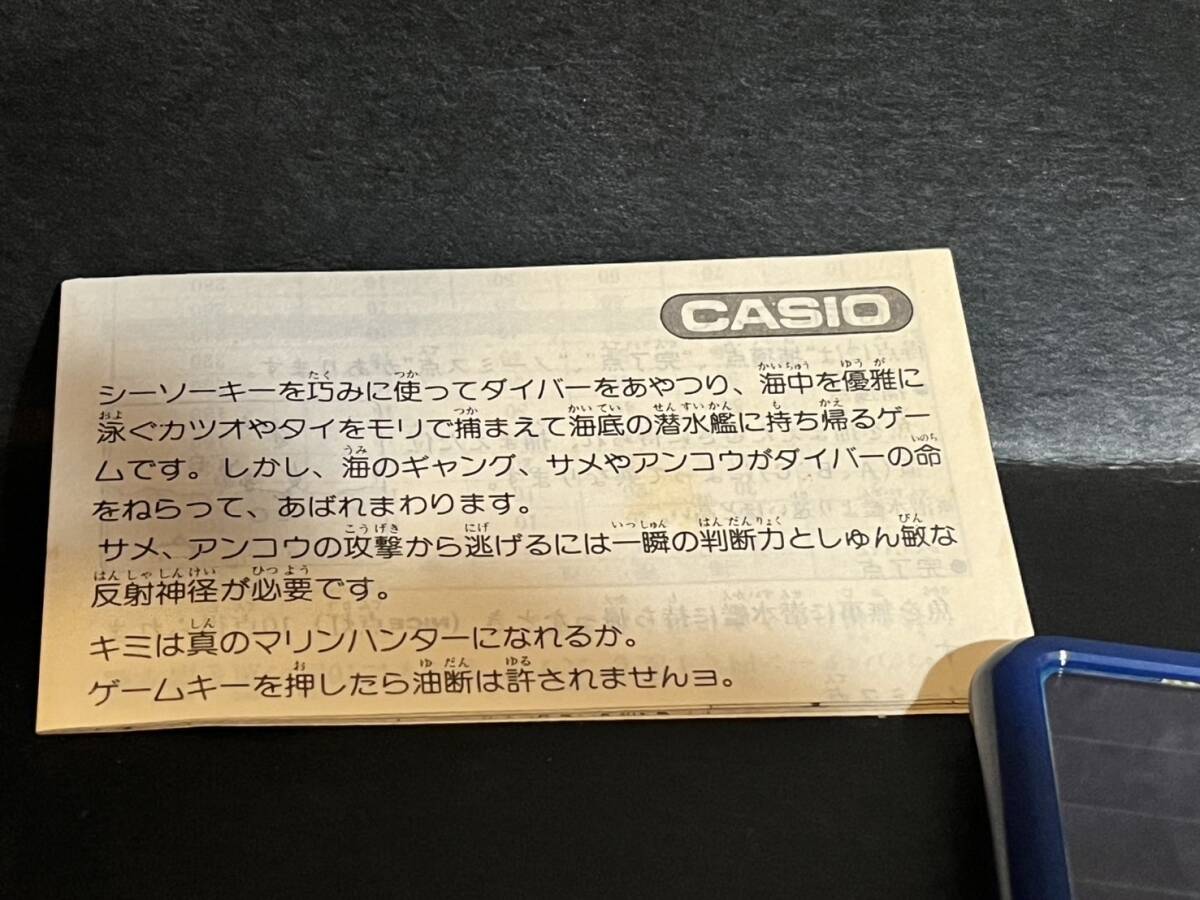 CASIO
シーソーキーを巧みに使ってダイバーをあやつり、海中を優雅に
泳ぐカツオやタイをモリで捕まえて海底の潜水艦に持ち帰るゲー
ムです。しかし、海のギャング、サメやアンコウがダイバーの命
をねらって、あばれまわります。
サメ、アンコウの攻撃から逃げるには一瞬の判断力としゅん敏な
反射神径が必要です。
キミは真のマリンハンターになれるか。
ゲームキーを押したら油断は許されませんヨ。